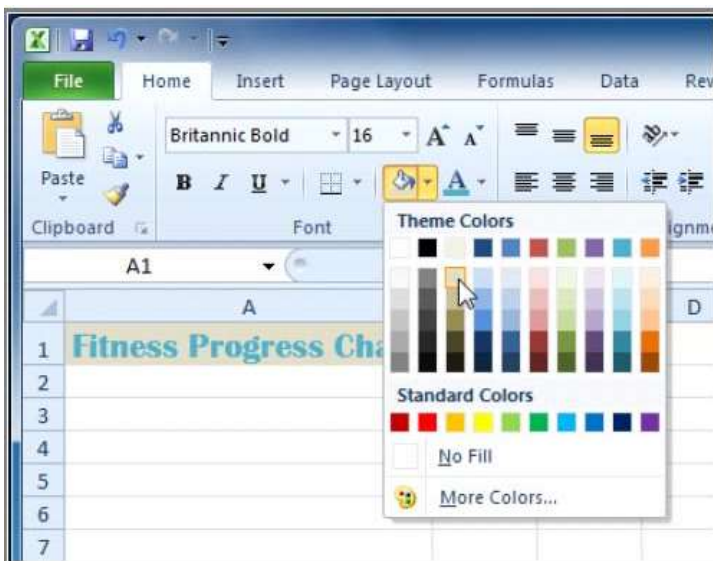 File Home Insert Page Layout Formulas Data
Britannic Bold 16 A A
Paste B I U A
Clipboard Font
Theme Colors
A1
A D
1 Fitness Progress
2
3
4
5
6
7
Standard Colors
No Fill
More Colors...